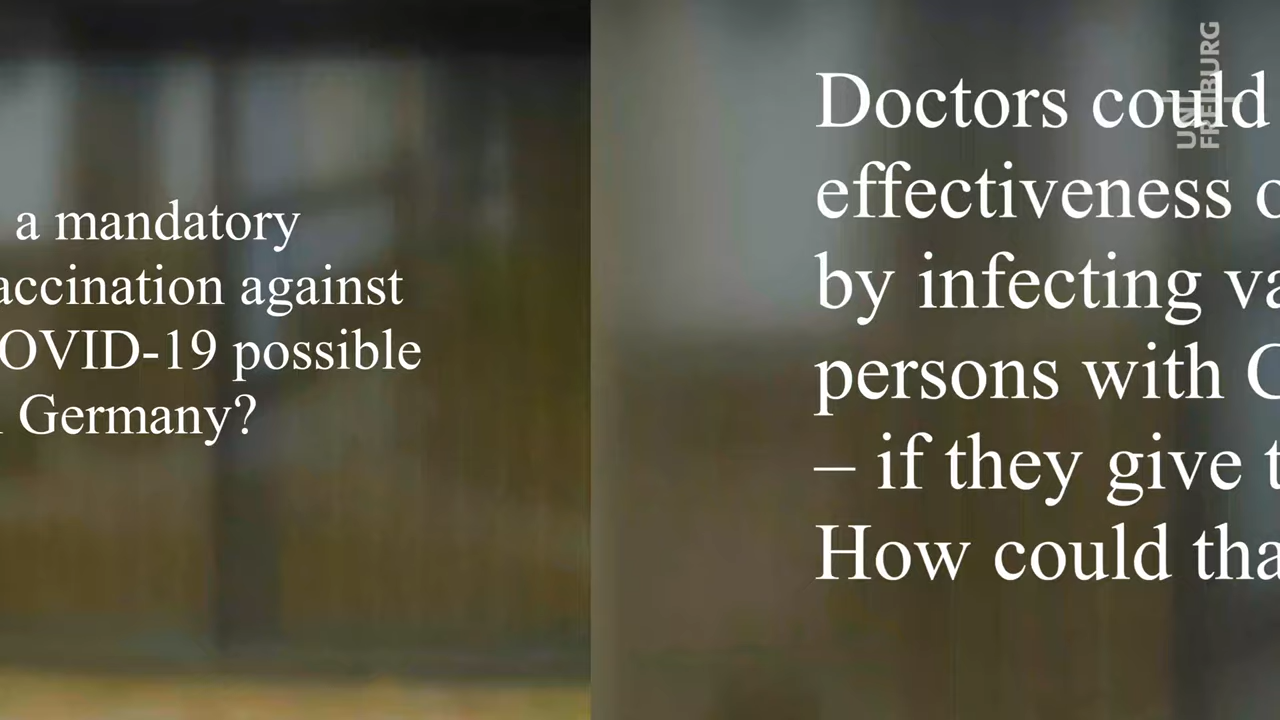 a mandatory
accination against
OVID-19 possible
Germany?
Doctors could
effectiveness o
by infecting va
persons with C
– if they give t
How could tha
UNI
FREIBURG